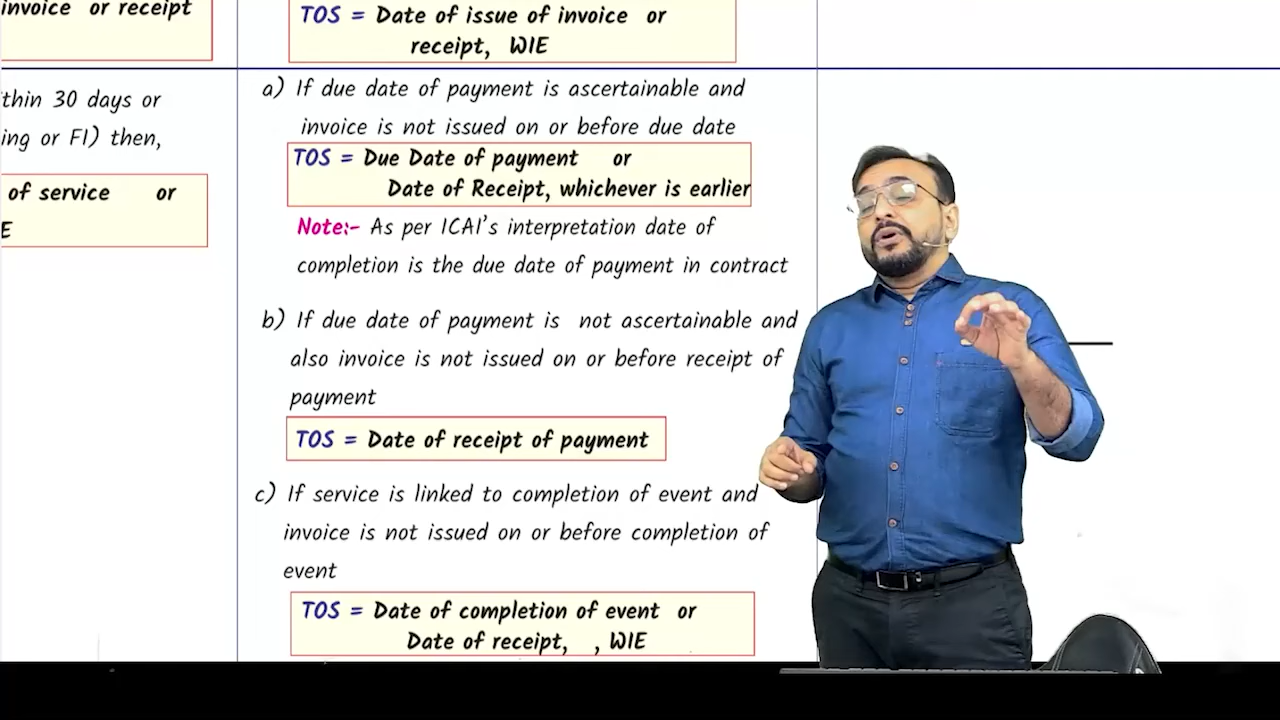 invoice or receipt
TOS = Date of issue of invoice or
receipt, WIE
thin 30 days or
ing or FI) then,
of service or
E
a) If due date of payment is ascertainable and
invoice is not issued on or before due date
TOS = Due Date of payment or
Date of Receipt, whichever is earlier
Note:- As per ICAI's interpretation date of
completion is the due date of payment in contract
b) If due date of payment is not ascertainable and
also invoice is not issued on or before receipt of
payment
TOS = Date of receipt of payment
c) If service is linked to completion of event and
invoice is not issued on or before completion of
event
TOS = Date of completion of event or
Date of receipt, , WIE